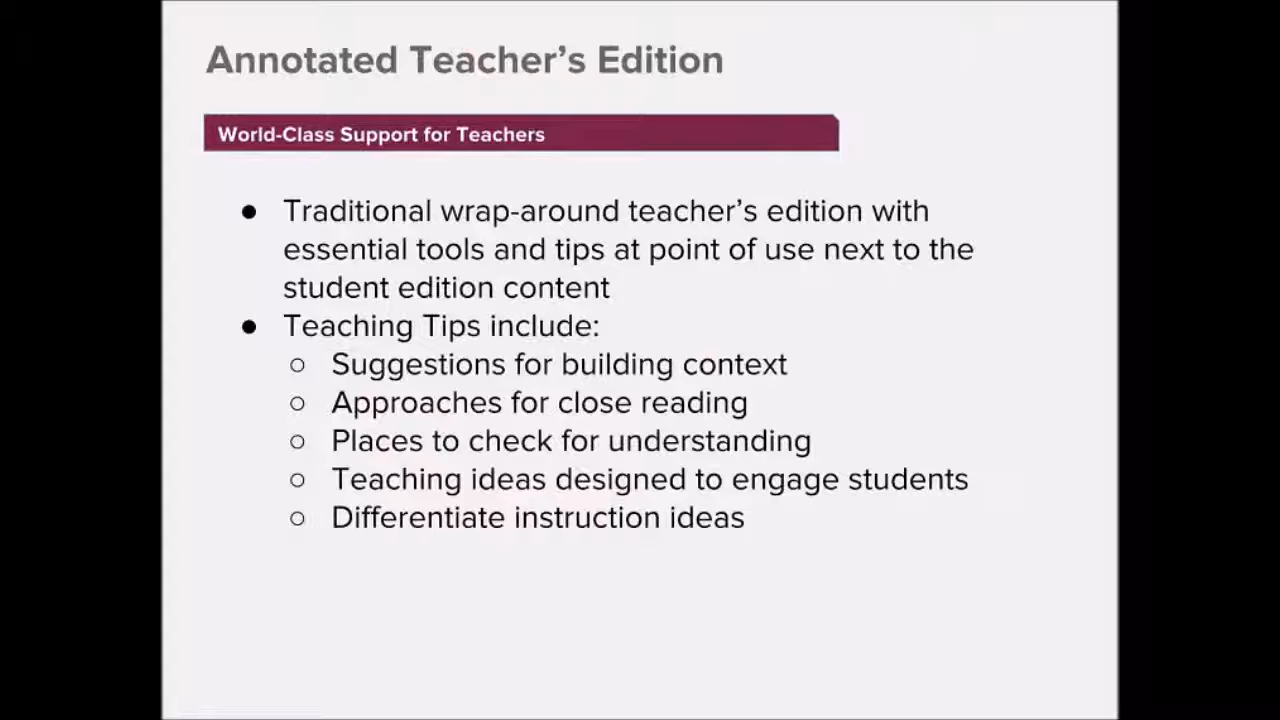 Annotated Teacher’s Edition
World-Class Support for Teachers
● Traditional wrap-around teacher’s edition with
essential tools and tips at point of use next to the
student edition content
● Teaching Tips include:
○ Suggestions for building context
○ Approaches for close reading
○ Places to check for understanding
○ Teaching ideas designed to engage students
○ Differentiate instruction ideas